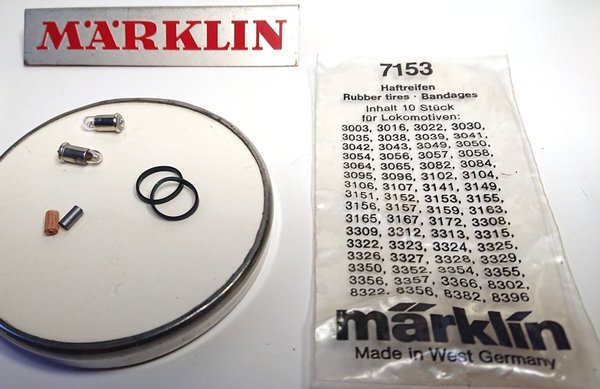 MÄRKLIN
7153
Haftreifen
Rubber tires · Bandages
Inhalt 10 Stück
für Lokomotiven:
3003, 3016, 3022, 3030,
3035, 3038, 3039, 3041,
3042, 3043, 3049, 3050,
3054, 3056, 3057, 3058,
3064, 3065, 3082, 3084,
3095, 3096, 3102, 3104,
3106, 3107, 3141, 3149,
3151, 3152, 3153, 3155,
3156, 3157, 3159, 3163,
3165, 3167, 3172, 3308,
3309, 3312, 3313, 3315,
3322, 3323, 3324, 3325,
3326, 3327, 3328, 3329,
3350, 3352, 3354, 3355,
3356, 3357, 3366, 8302,
8322, 8356, 8382, 8396
märklin
Made in West Germany